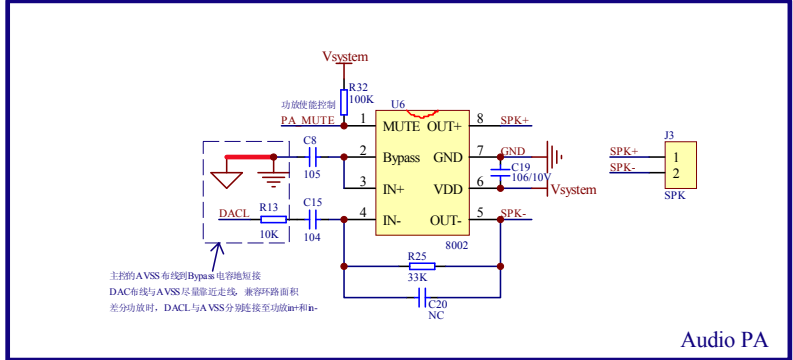 Vsystem
R32
100K
功放使能控制
PA_MUTE
U6
1
MUTE
OUT+
8
SPK+
C8
105
2
Bypass
GND
7
GND
C19
106/10V
3
IN+
VDD
6
Vsystem
DACL
R13
10K
C15
104
4
IN-
OUT-
5
SPK-
8002
R25
33K
C20
NC
J3
SPK+
1
SPK-
2
SPK
主控的AVSS布线到Bypass电容地短接
DAC布线与AVSS尽量靠近走线，兼容环路面积
差分功放时，DACL与AVSS分别连接至功放in+和in-
Audio PA